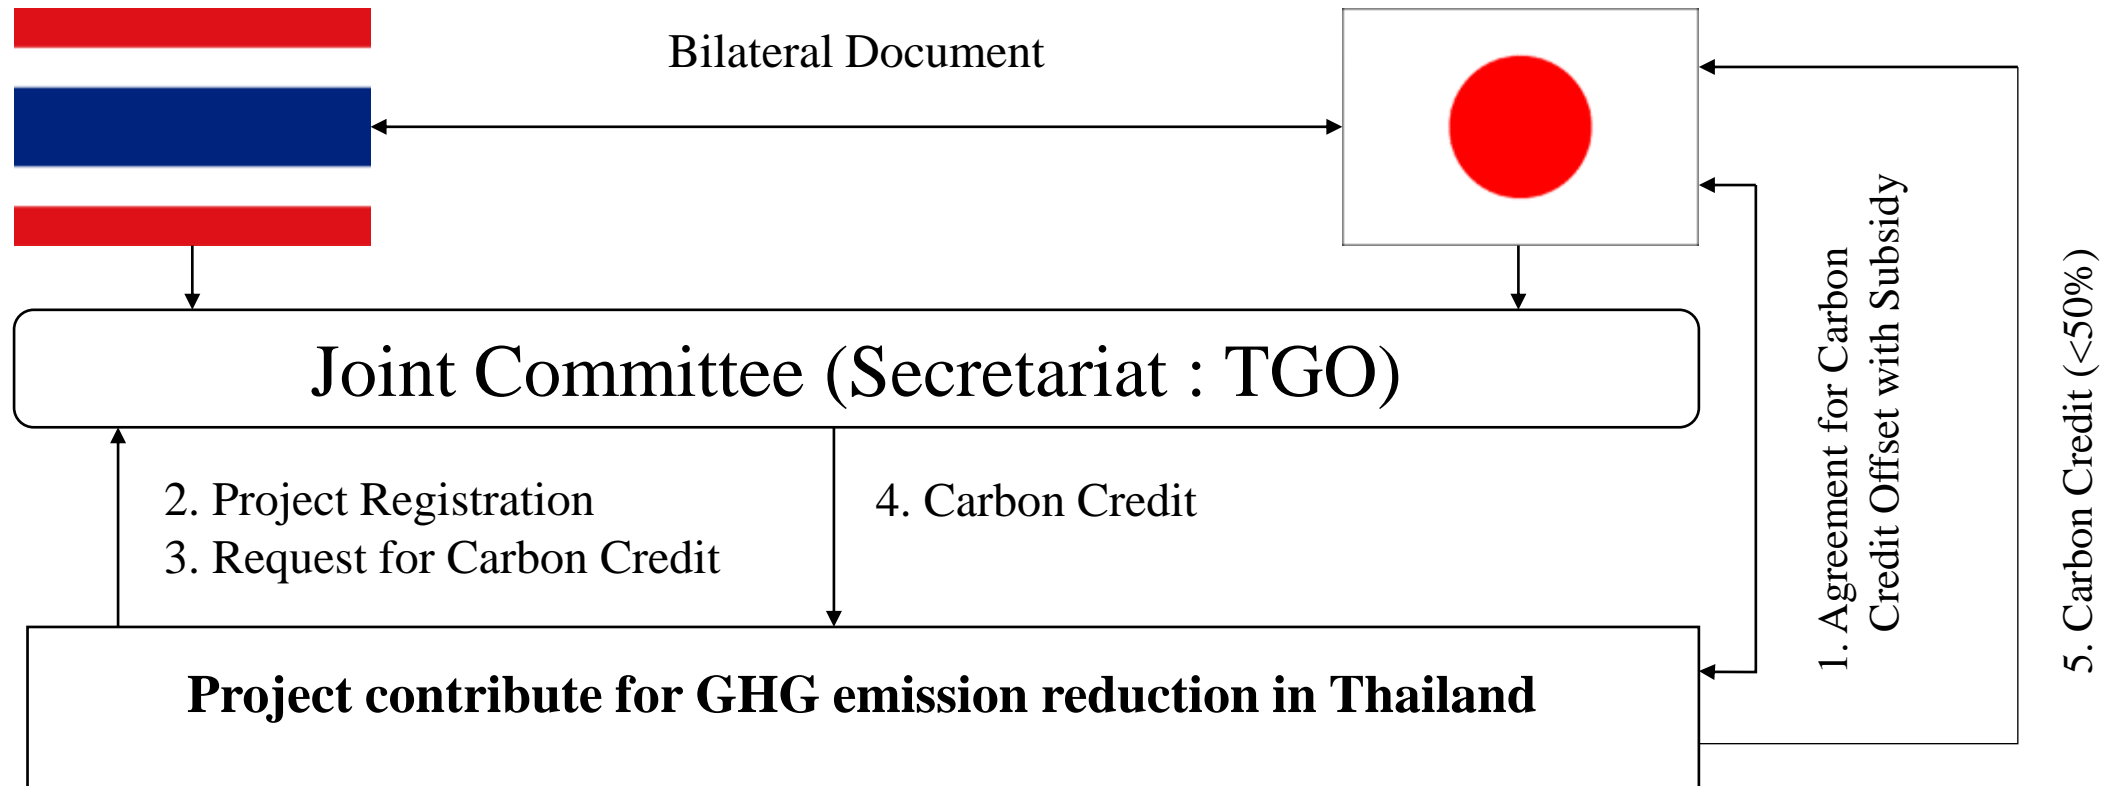 Bilateral Document
Joint Committee (Secretariat : TGO)
2. Project Registration
3. Request for Carbon Credit
4. Carbon Credit
Project contribute for GHG emission reduction in Thailand
1. Agreement for Carbon
Credit Offset with Subsidy
5. Carbon Credit (<50%)